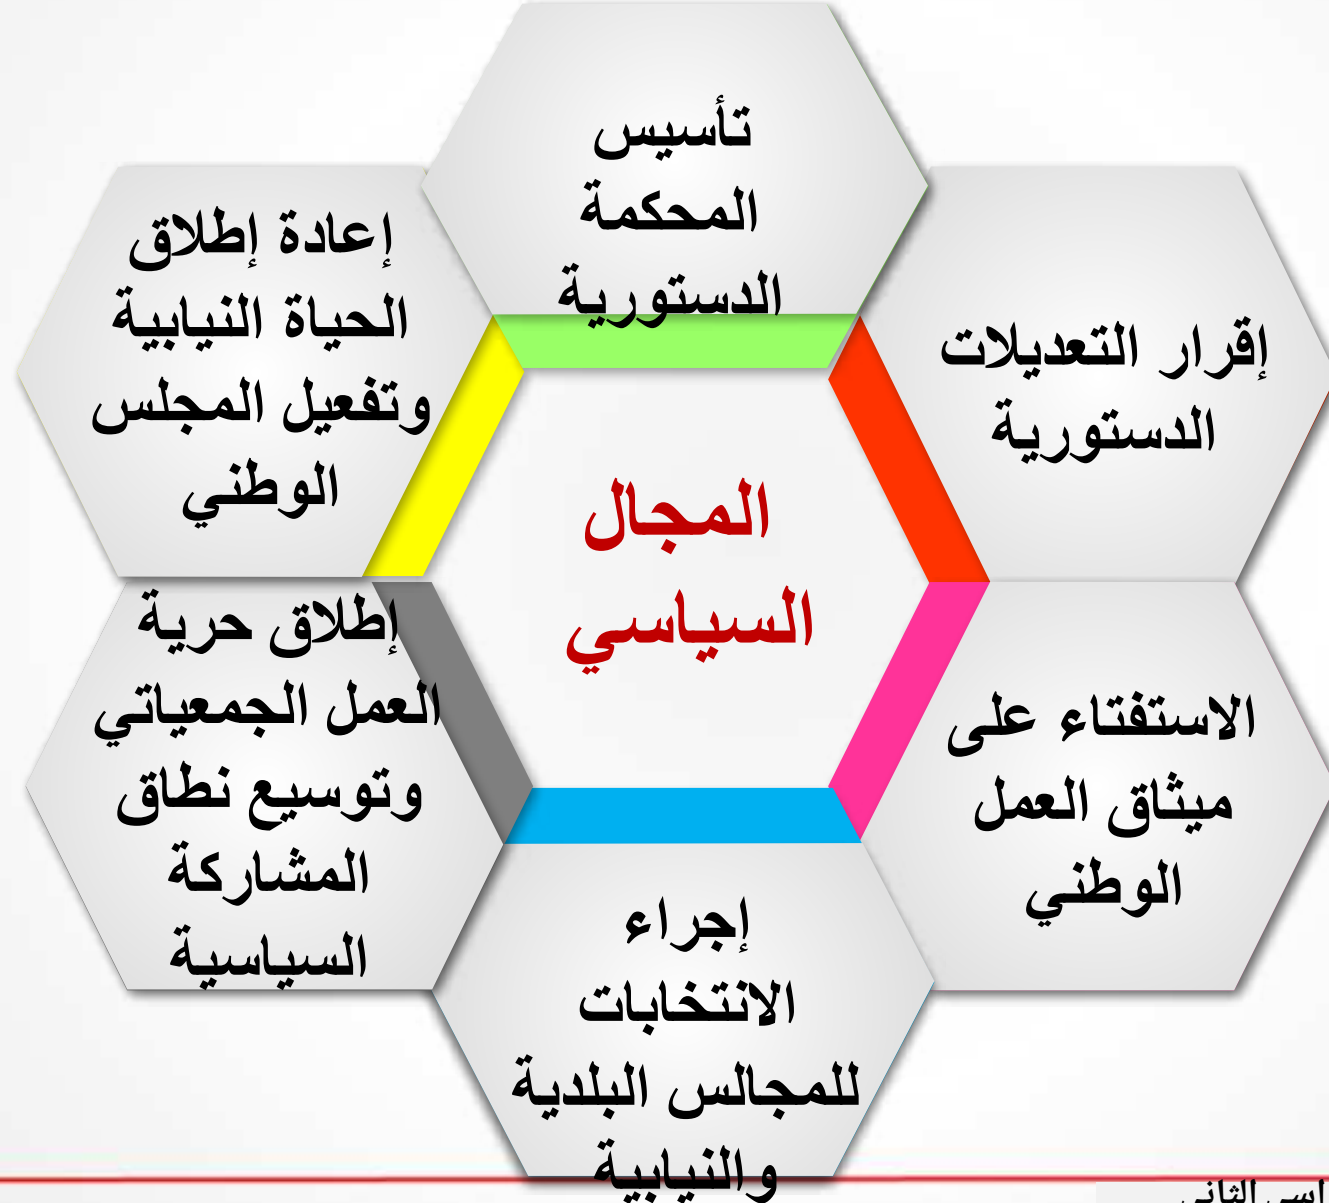 تأسيس
المحكمة
الدستورية
إقرار التعديلات
الدستورية
الاستفتاء على
ميثاق العمل
الوطني
إجراء
الانتخابات
للمجالس البلدية
والنيابية
إطلاق حرية
العمل الجمعياتي
وتوسيع نطاق
المشاركة
السياسية
إعادة إطلاق
الحياة النيابية
وتفعيل المجلس
الوطني
المجال
السياسي
الثاني